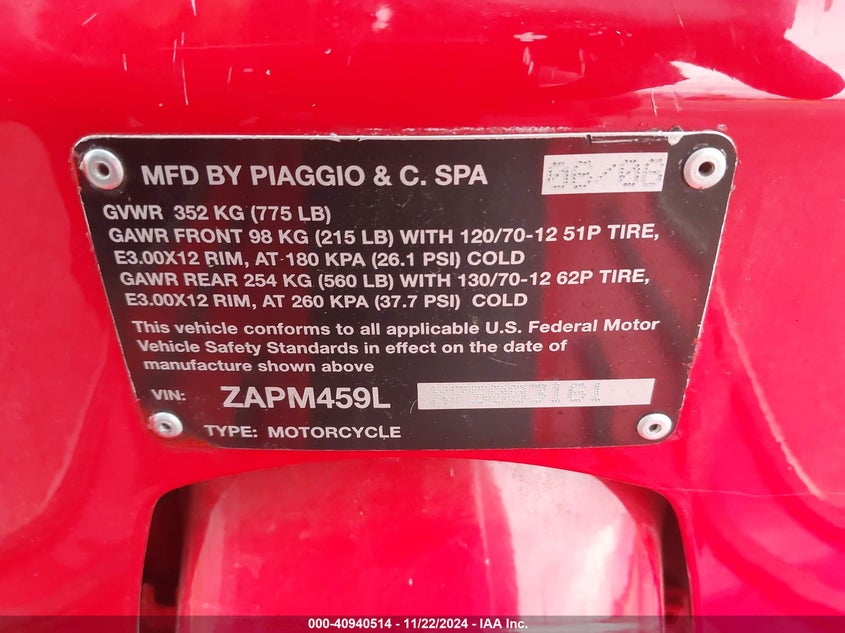 MFD BY PIAGGIO & C. SPA 06/06
GVWR 352 KG (775 LB)
GAWR FRONT 98 KG (215 LB) WITH 120/70-12 51P TIRE,
E3.00X12 RIM, AT 180 KPA (26.1 PSI) COLD
GAWR REAR 254 KG (560 LB) WITH 130/70-12 62P TIRE,
E3.00X12 RIM, AT 260 KPA (37.7 PSI) COLD
This vehicle conforms to all applicable U.S. Federal Motor
Vehicle Safety Standards in effect on the date of
manufacture shown above
VIN: ZAPM459L X75003161
TYPE: MOTORCYCLE
000-40940514 - 11/22/2024 - IAA Inc.